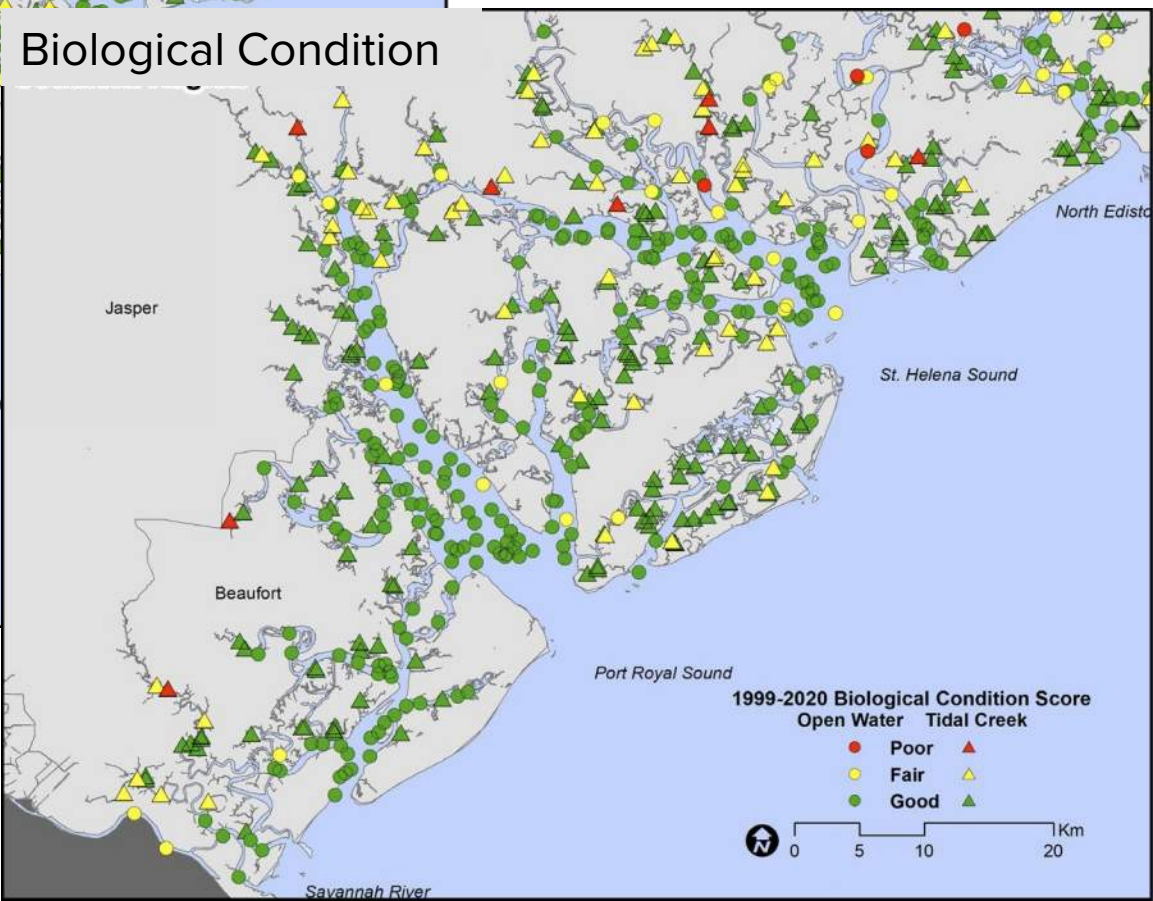 Biological Condition
North Edisto
Jasper
St. Helena Sound
Beaufort
Port Royal Sound
1999-2020 Biological Condition Score
Open Water Tidal Creek
Poor
Fair
Good
Km
N
0 5 10 20
Savannah River